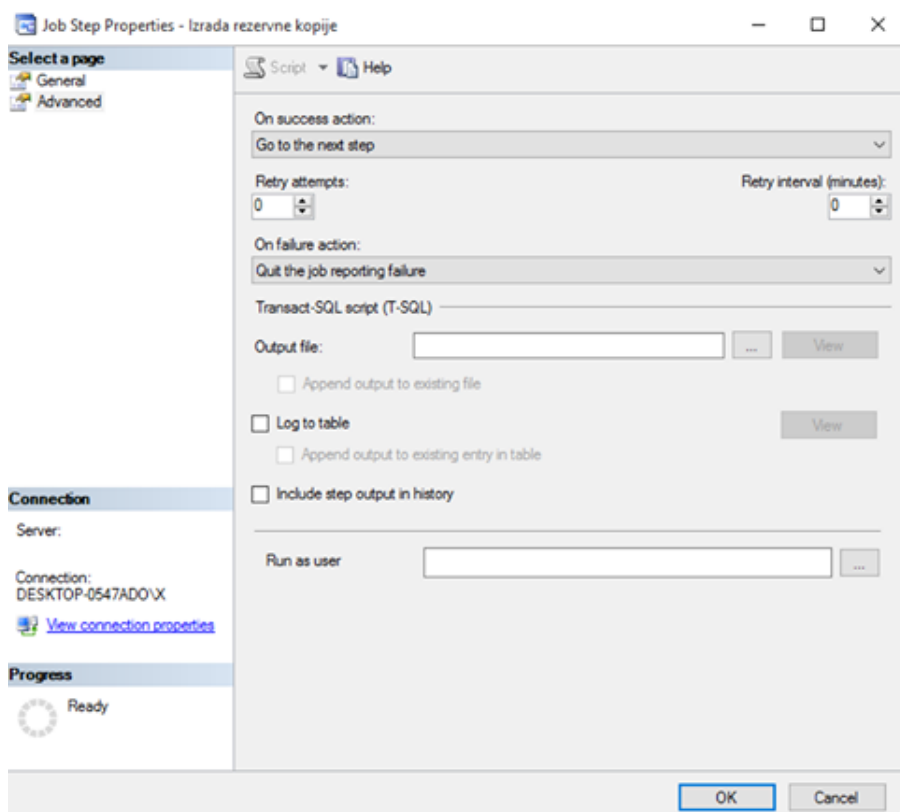 Job Step Properties - Izrada rezervne kopije
Select a page
General
Advanced
Script
Help
On success action:
Go to the next step
Retry attempts:
Retry interval (minutes):
0
0
On failure action:
Quit the job reporting failure
Transact-SQL script (T-SQL)
Output file:
...
View
Append output to existing file
Log to table
View
Append output to existing entry in table
Include step output in history
Run as user
...
Connection
Server:
Connection:
DESKTOP-0547ADO\X
View connection properties
Progress
Ready
OK
Cancel